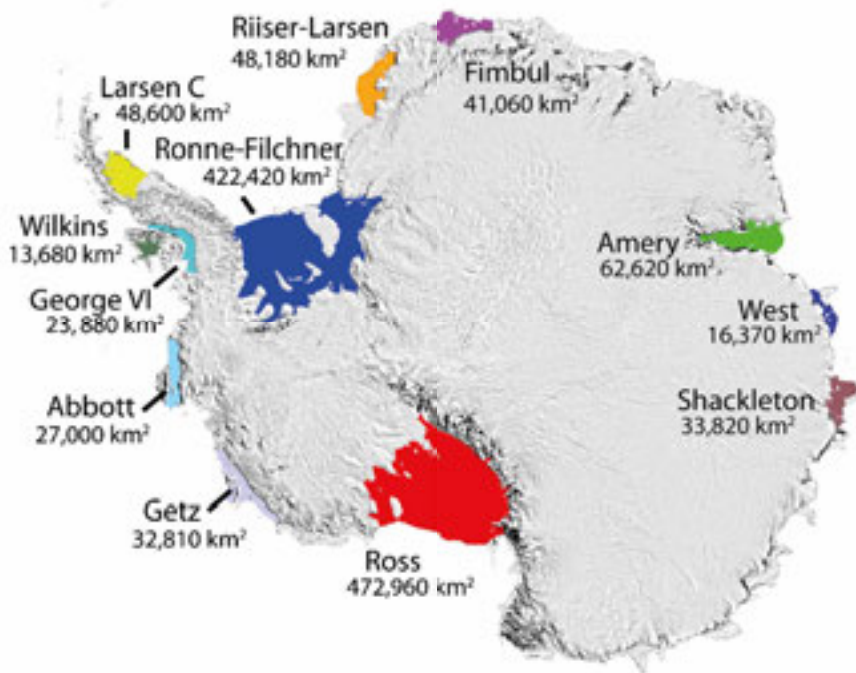 Riiser-Larsen
48,180 km²
Fimbul
41,060 km²
Larsen C
48,600 km²
Ronne-Filchner
422,420 km²
Wilkins
13,680 km²
George VI
23,880 km²
Amery
62,620 km²
West
16,370 km²
Abbott
27,000 km²
Shackleton
33,820 km²
Getz
32,810 km²
Ross
472,960 km²